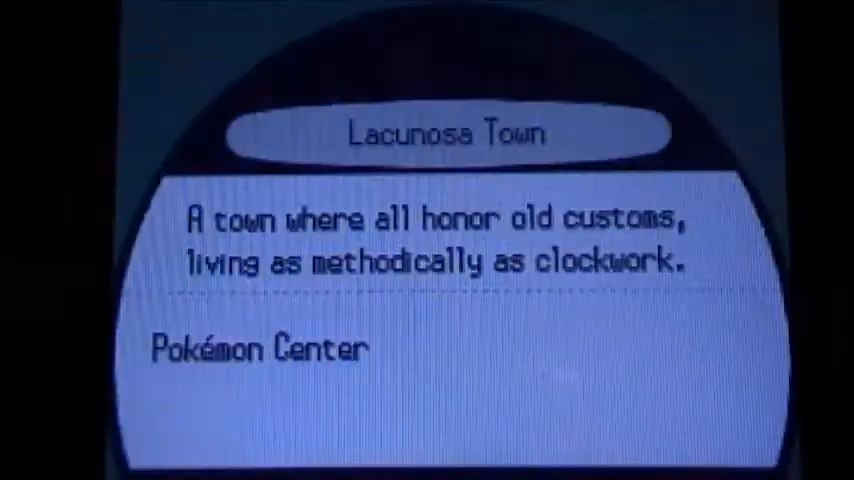 Lacunosa Town
A town where all honor old customs,
living as methodically as clockwork.
Pokémon Center